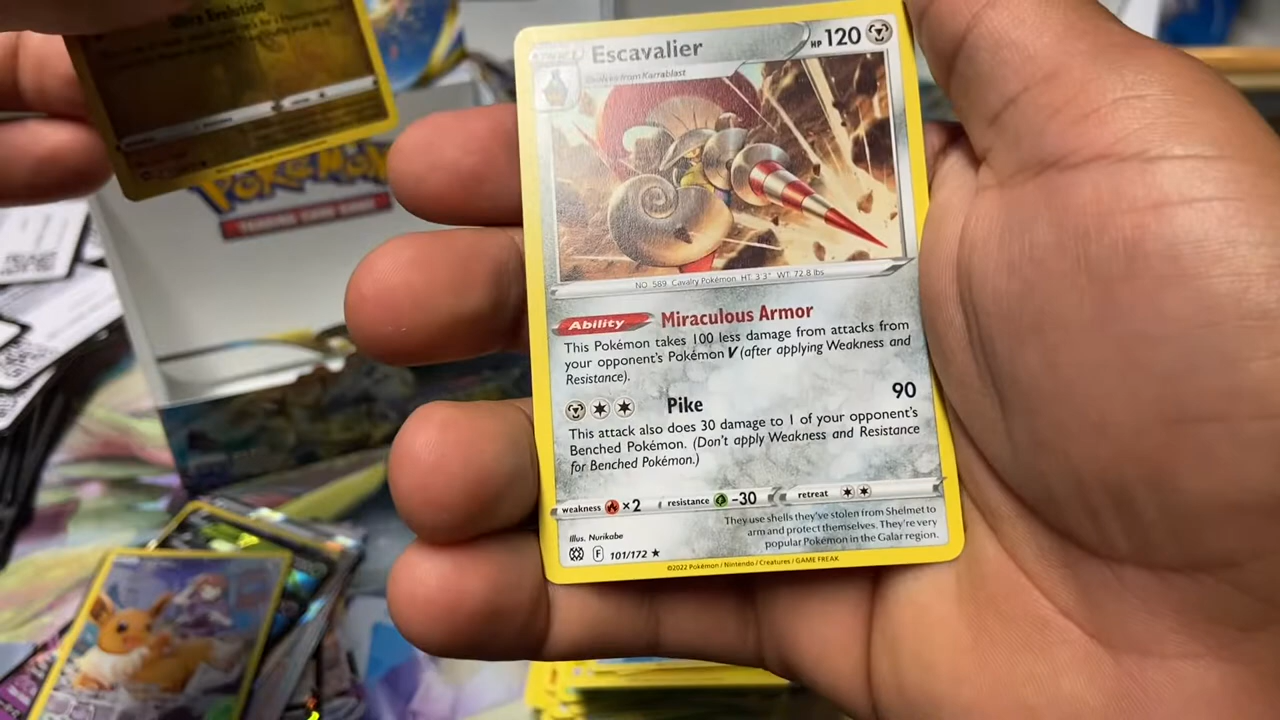 Evolution
POKÉMON
TRADING CARD GAME
Escavalier
HP 120
Evolves from Karrablast
NO. 589 Cavalry Pokémon HT: 3'3" WT: 72.8 lbs
Ability Miraculous Armor
This Pokémon takes 100 less damage from attacks from
your opponent's Pokémon V (after applying Weakness and
Resistance).
Pike 90
This attack also does 30 damage to 1 of your opponent's
Benched Pokémon. (Don't apply Weakness and Resistance
for Benched Pokémon.)
weakness ×2 resistance -30 retreat
Illus. Nurikabe
They use shells they've stolen from Shelmet to
arm and protect themselves. They're very
popular Pokémon in the Galar region.
F 101/172 ★
©2022 Pokémon / Nintendo / Creatures / GAME FREAK